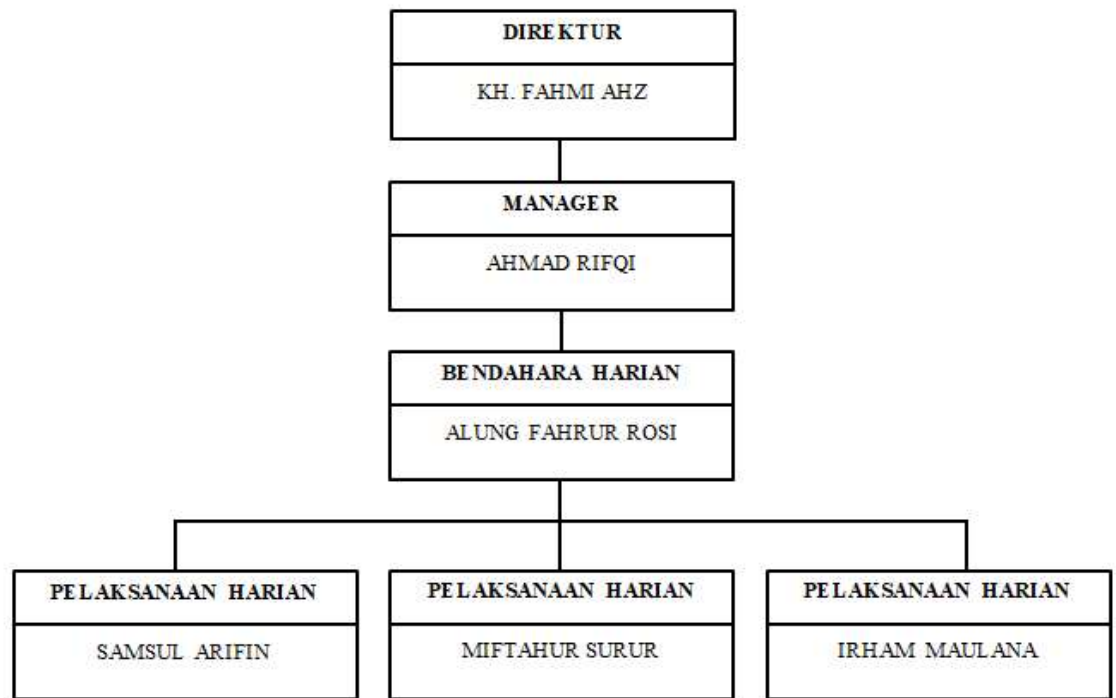 DIREKTUR
KH. FAHMI AHZ
MANAGER
AHMAD RIFQI
BENDAHARA HARIAN
ALUNG FAHRUR ROSI
PELAKSANAAN HARIAN
SAMSUL ARIFIN
PELAKSANAAN HARIAN
MIFTAHUR SURUR
PELAKSANAAN HARIAN
IRHAM MAULANA